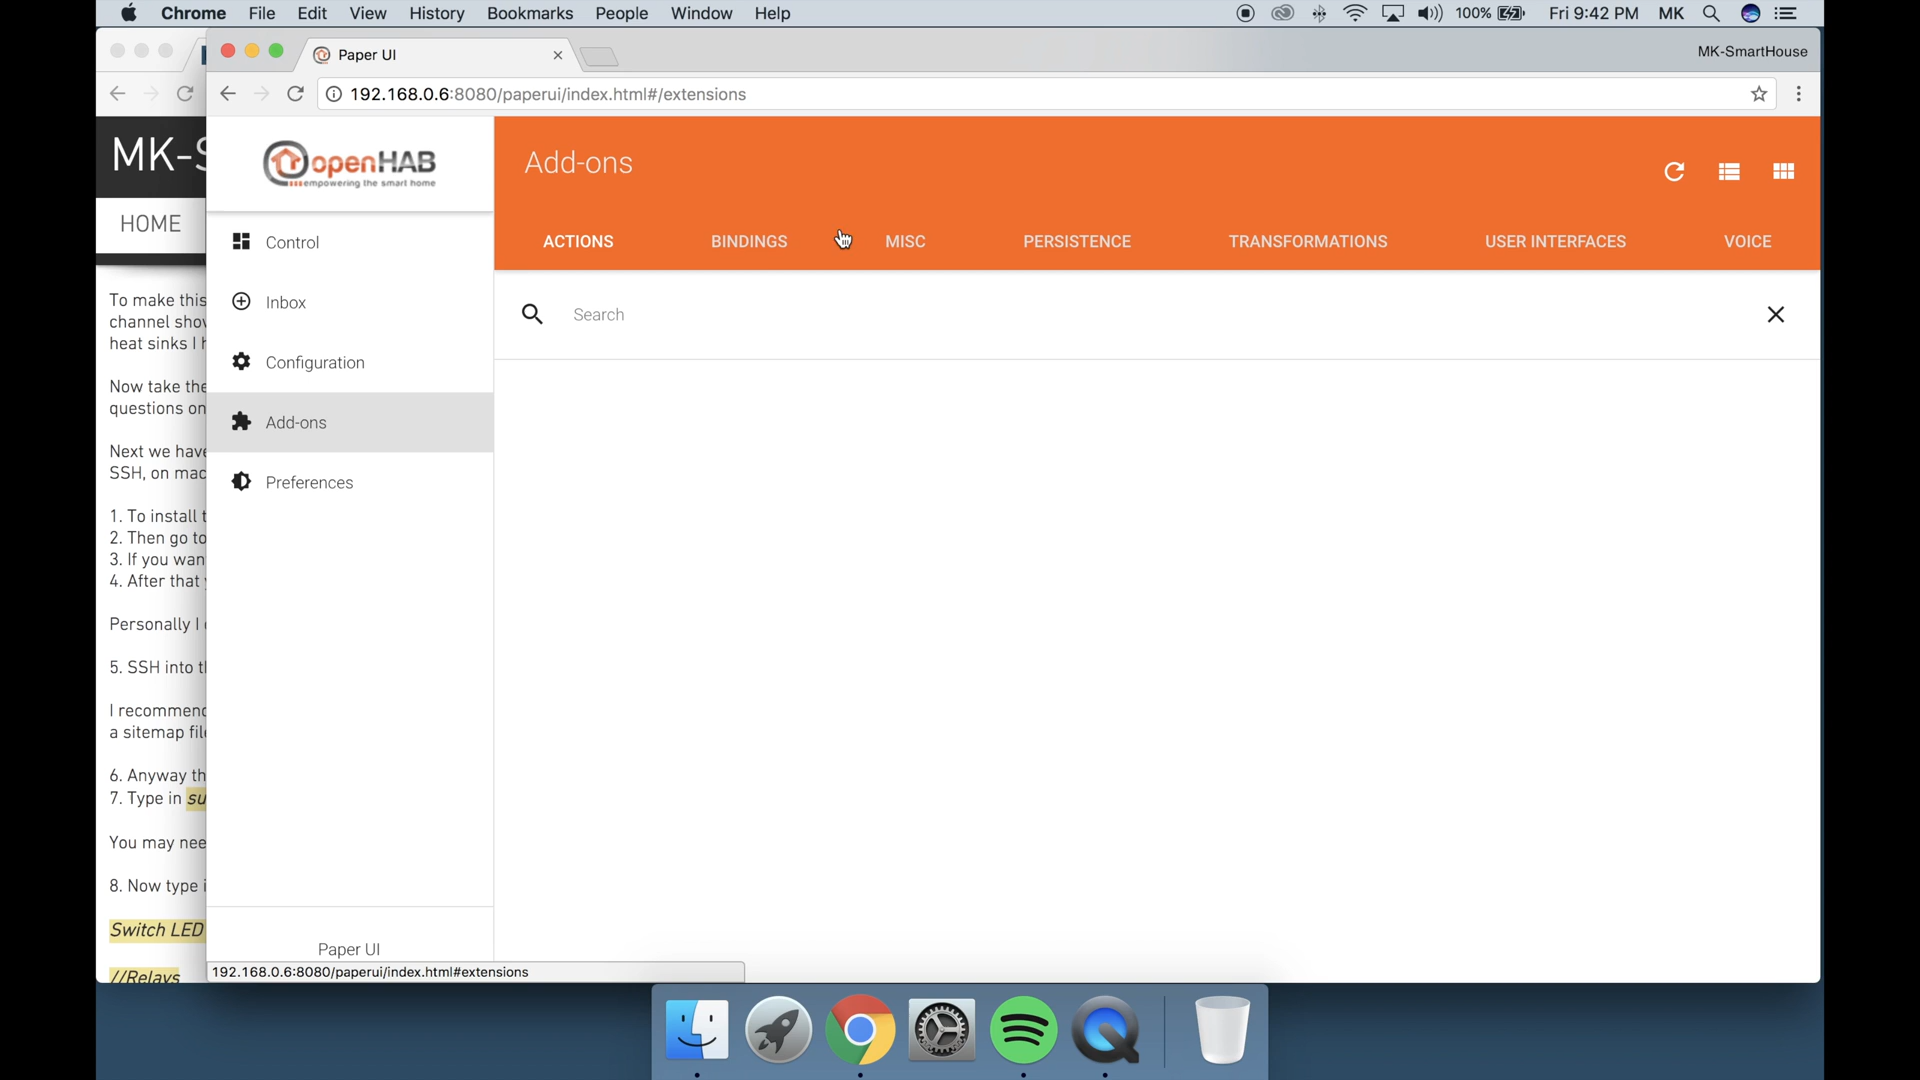 Chrome File Edit View History Bookmarks People Window Help 100% Fri 9:42 PM MK
Paper UI
MK-SmartHouse
192.168.0.6:8080/paperui/index.html#/extensions
MK-S
HOME
To make this
channel show
heat sinks I h
Now take the
questions on
Next we have
SSH, on mac
1. To install t
2. Then go to
3. If you wan
4. After that
Personally I
5. SSH into th
I recommend
a sitemap file
6. Anyway th
7. Type in su
You may nee
8. Now type i
Switch LED
//Relays
openHAB
empowering the smart home
Control
Inbox
Configuration
Add-ons
Preferences
Paper UI
192.168.0.6:8080/paperui/index.html#extensions
Add-ons
ACTIONS BINDINGS MISC PERSISTENCE TRANSFORMATIONS USER INTERFACES VOICE
Search